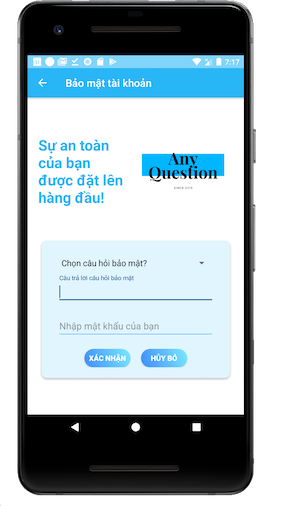 7:17
Bảo mật tài khoản
Sự an toàn
của bạn
được đặt lên
hàng đầu!
Any
Question
Chọn câu hỏi bảo mật?
Câu trả lời câu hỏi bảo mật
Nhập mật khẩu của bạn
XÁC NHẬN
HỦY BỎ